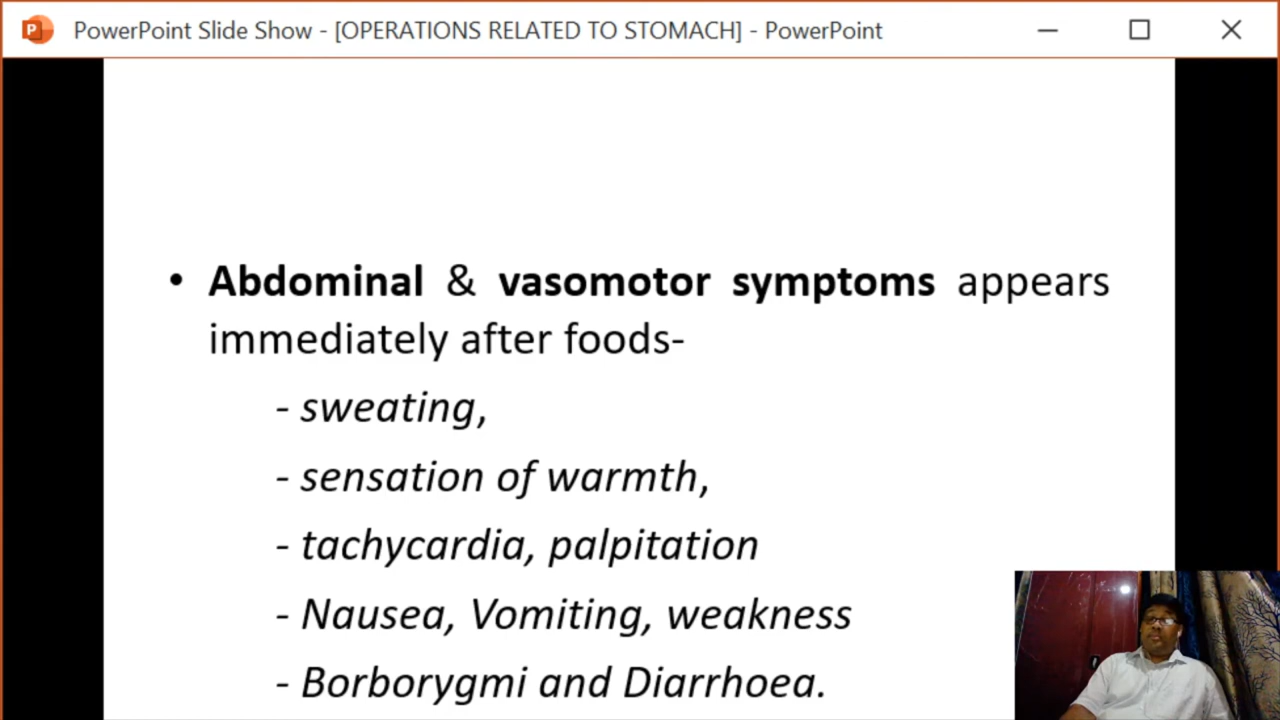 PowerPoint Slide Show - [OPERATIONS RELATED TO STOMACH] - PowerPoint
• Abdominal & vasomotor symptoms appears
immediately after foods-
- sweating,
- sensation of warmth,
- tachycardia, palpitation
- Nausea, Vomiting, weakness
- Borborygmi and Diarrhoea.